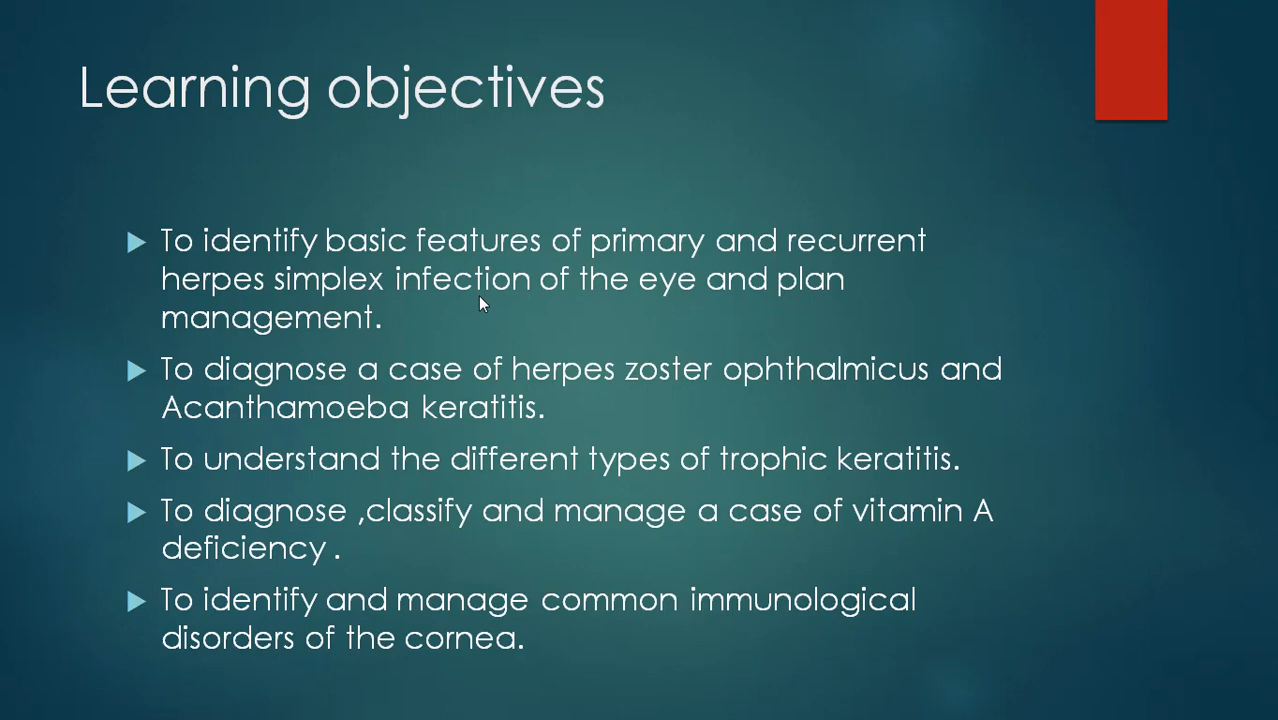 Learning objectives
To identify basic features of primary and recurrent
herpes simplex infection of the eye and plan
management.
To diagnose a case of herpes zoster ophthalmicus and
Acanthamoeba keratitis.
To understand the different types of trophic keratitis.
To diagnose ,classify and manage a case of vitamin A
deficiency .
To identify and manage common immunological
disorders of the cornea.